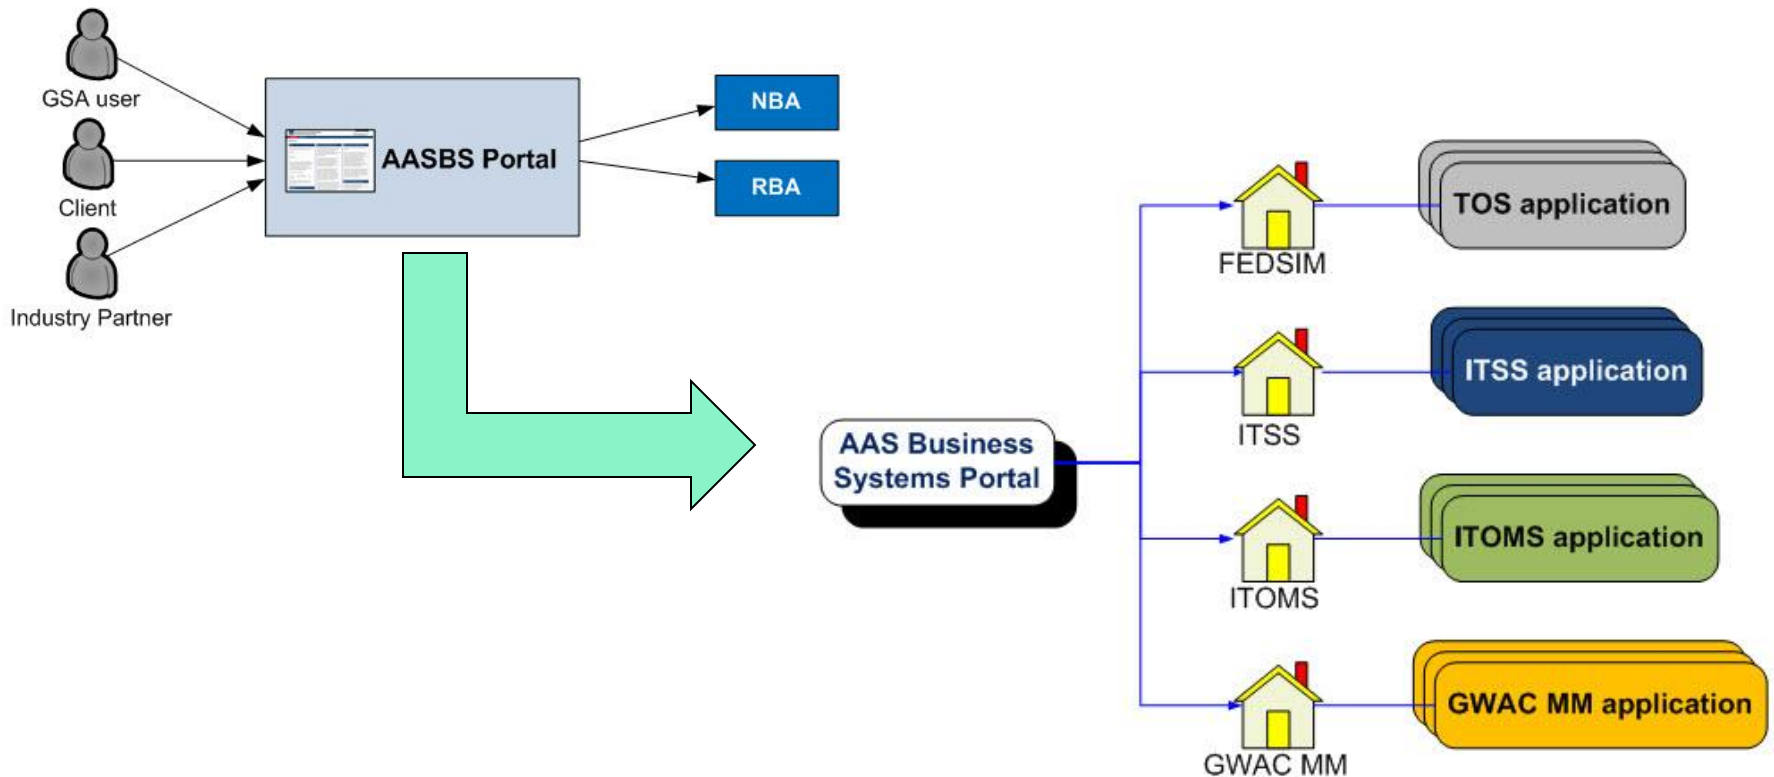 GSA user
Client
Industry Partner
AASBS Portal
NBA
RBA
AAS Business
Systems Portal
FEDSIM
TOS application
ITSS
ITSS application
ITOMS
ITOMS application
GWAC MM
GWAC MM application